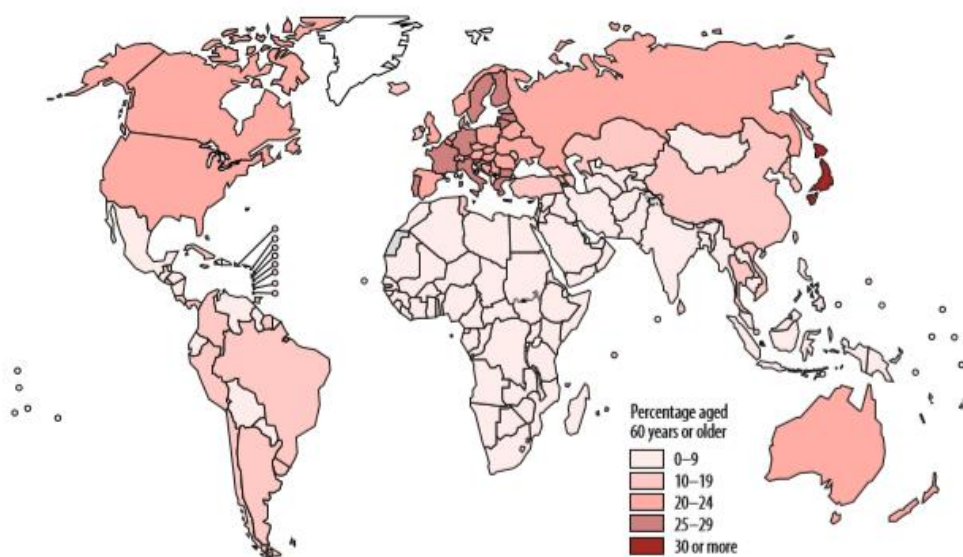 Percentage aged
60 years or older
0–9
10–19
20–24
25–29
30 or more